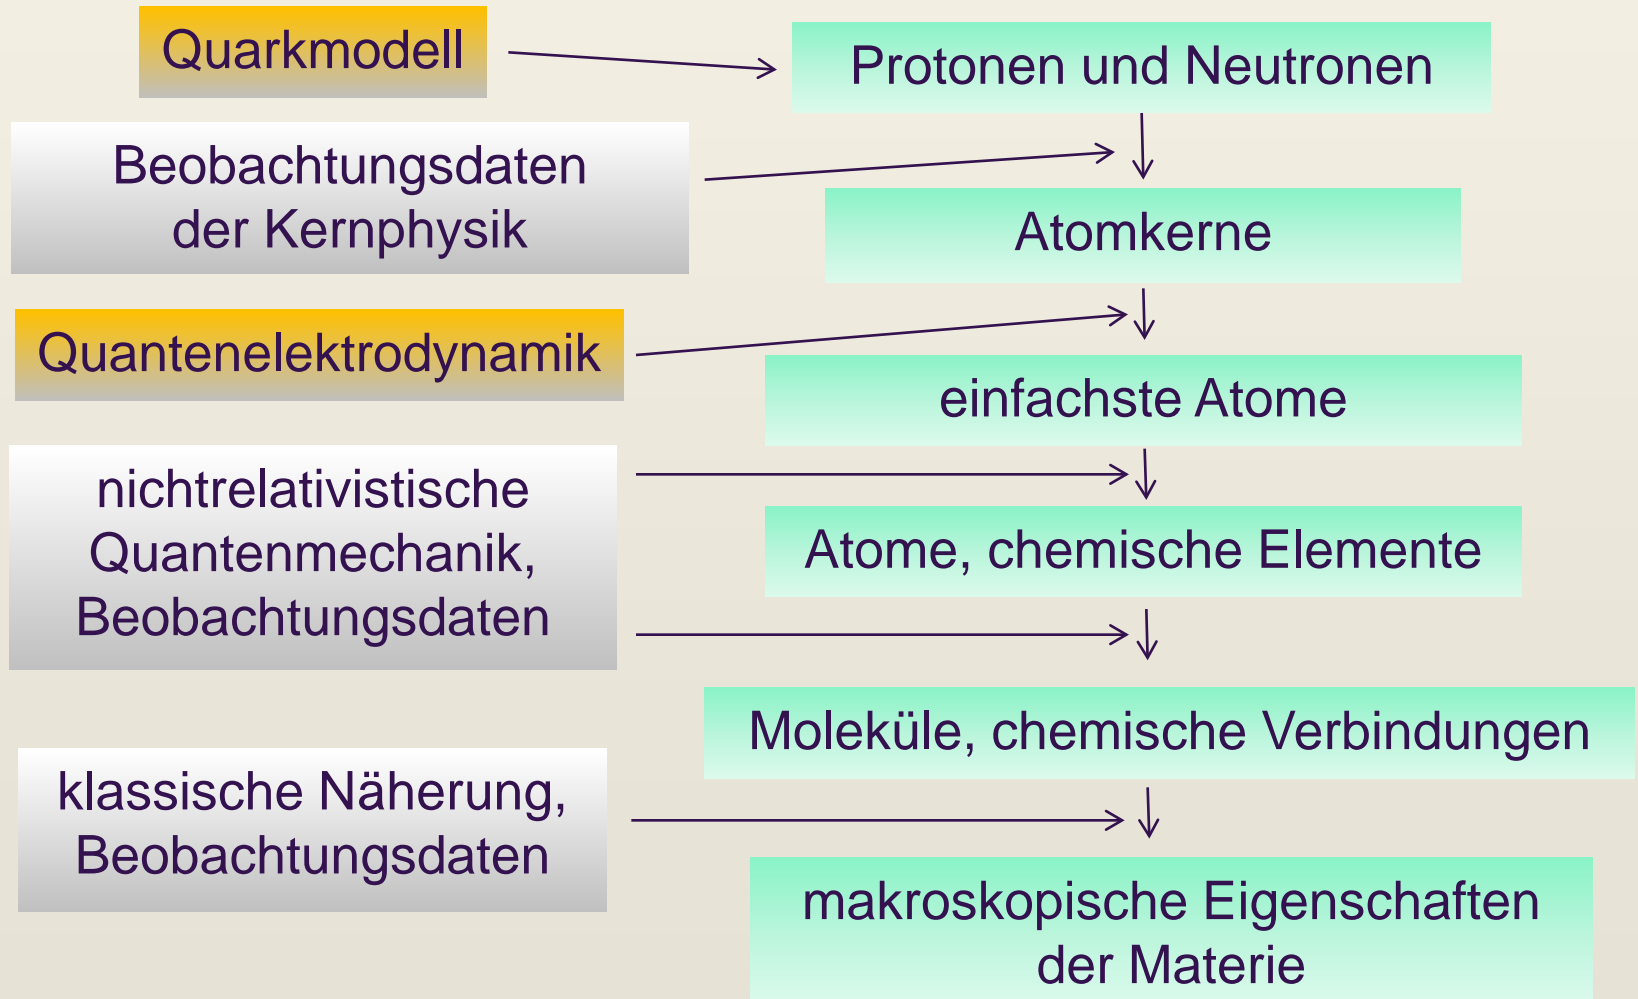 Quarkmodell
Protonen und Neutronen
Beobachtungsdaten
der Kernphysik
Atomkerne
Quantenelektrodynamik
einfachste Atome
nichtrelativistische
Quantenmechanik,
Beobachtungsdaten
Atome, chemische Elemente
Moleküle, chemische Verbindungen
klassische Näherung,
Beobachtungsdaten
makroskopische Eigenschaften
der Materie